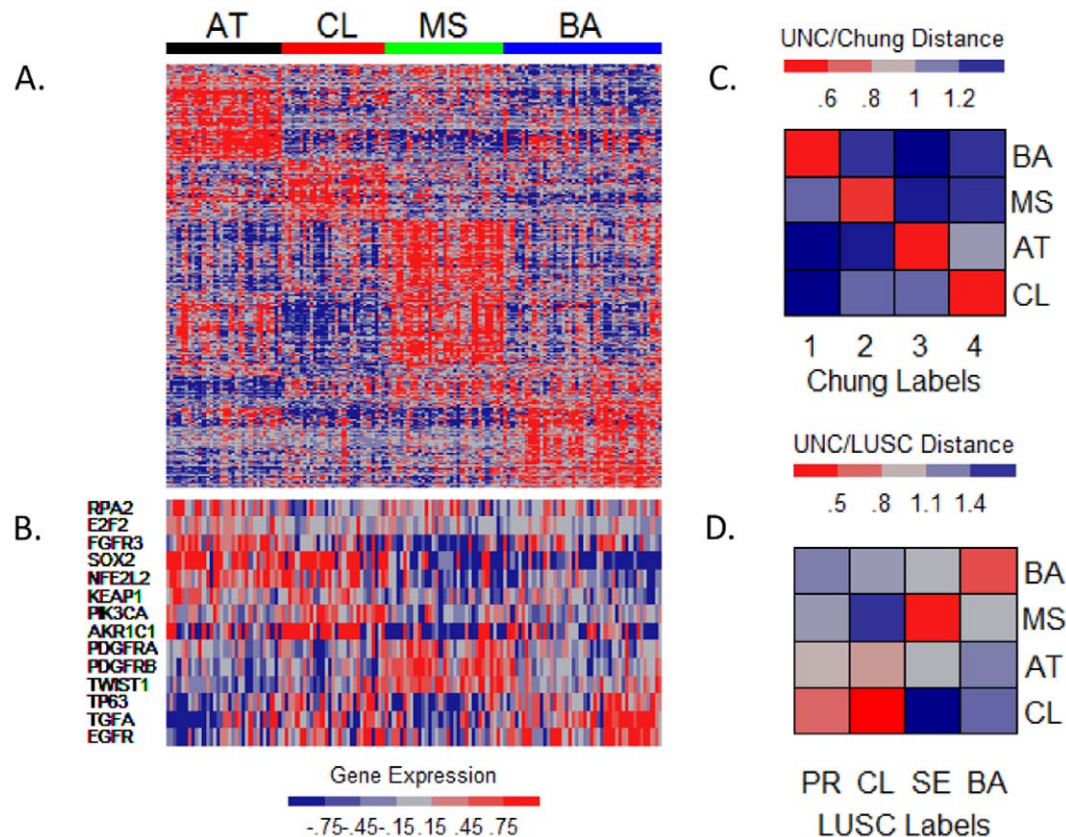 AT CL MS BA
A.
B.
RPA2
E2F2
FGFR3
SOX2
NFE2L2
KEAP1
PIK3CA
AKR1C1
PDGFRA
PDGFRB
TWIST1
TP63
TGFA
EGFR
Gene Expression
-.75-.45-.15.15 .45 .75
C.
UNC/Chung Distance
.6 .8 1 1.2
BA
MS
AT
CL
1 2 3 4
Chung Labels
UNC/LUSC Distance
.5 .8 1.1 1.4
D.
BA
MS
AT
CL
PR CL SE BA
LUSC Labels